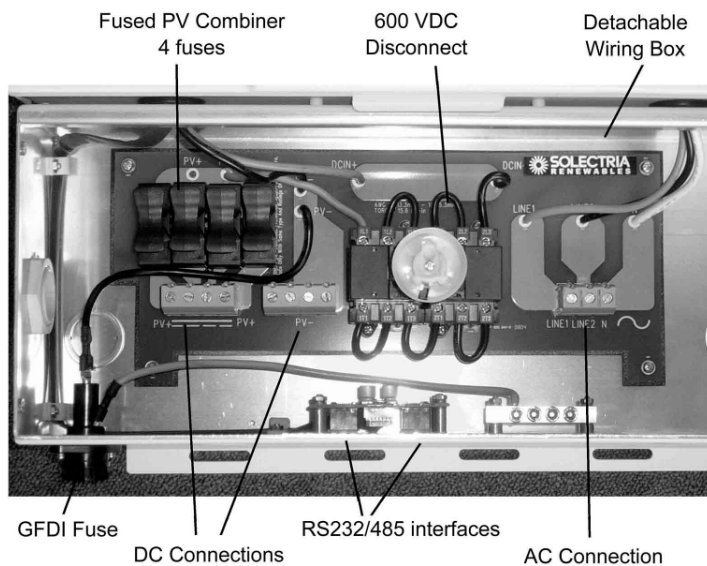 Fused PV Combiner
4 fuses
600 VDC
Disconnect
Detachable
Wiring Box
PV+
DCIN+
DCIN-
SOLECTRIA
RENEWABLES
PV-
LINE1
N
PV+
PV+
PV-
LINE1 LINE2 N
GFDI Fuse
DC Connections
RS232/485 interfaces
AC Connection